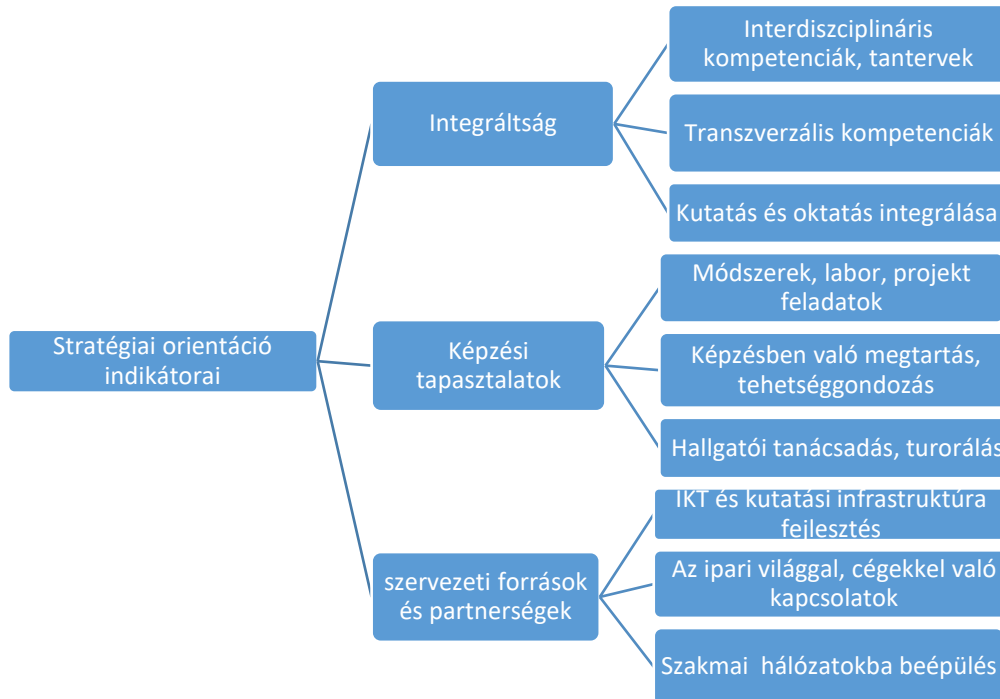 Interdiszciplináris
kompetenciák, tantervek
Integráltság
Transzverzális kompetenciák
Kutatás és oktatás integrálása
Módszerek, labor, projekt
feladatok
Stratégiai orientáció
indikátorai
Képzési
tapasztalatok
Képzésben való megtartás,
tehetséggondozás
Hallgatói tanácsadás, turorálás
IKT és kutatási infrastruktúra
fejlesztés
szervezeti források
és partnerségek
Az ipari világgal, cégekkel való
kapcsolatok
Szakmai  hálózatokba beépülés